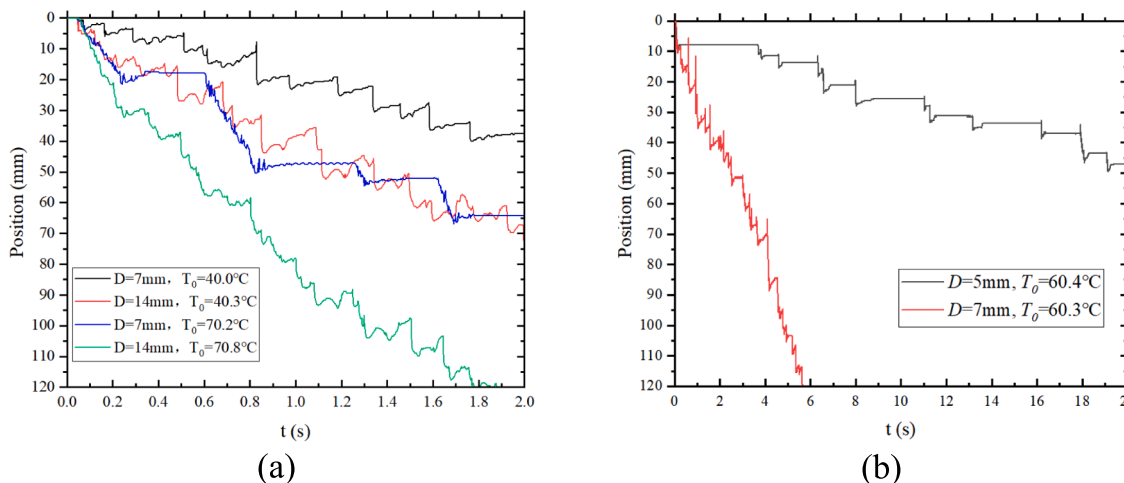 0
10
20
30
40
50
60
70
80
90
100
110
120
Position (mm)
0.0 0.2 0.4 0.6 0.8 1.0 1.2 1.4 1.6 1.8 2.0
t (s)
D=7mm，T₀=40.0℃
D=14mm，T₀=40.3℃
D=7mm，T₀=70.2℃
D=14mm，T₀=70.8℃
(a)
0
10
20
30
40
50
60
70
80
90
100
110
120
Position (mm)
0 2 4 6 8 10 12 14 16 18
t (s)
D=5mm, T₀=60.4℃
D=7mm, T₀=60.3℃
(b)